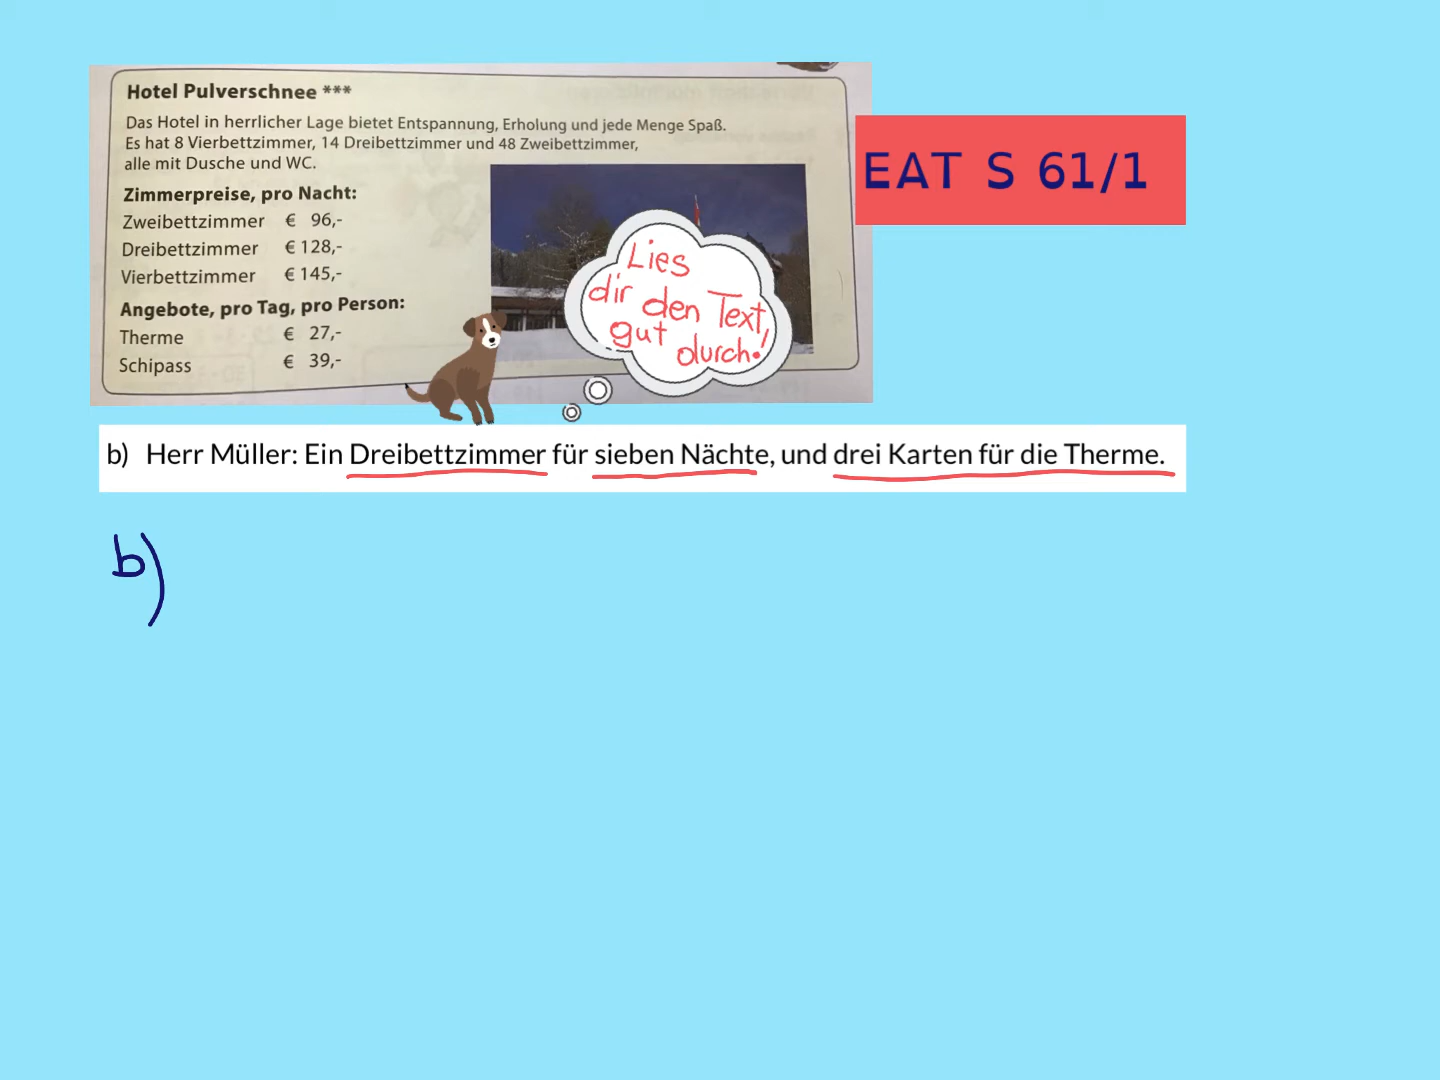 Hotel Pulverschnee ***
Das Hotel in herrlicher Lage bietet Entspannung, Erholung und jede Menge Spaß.
Es hat 8 Vierbettzimmer, 14 Dreibettzimmer und 48 Zweibettzimmer,
alle mit Dusche und WC.
Zimmerpreise, pro Nacht:
Zweibettzimmer € 96,-
Dreibettzimmer € 128,-
Vierbettzimmer € 145,-
Angebote, pro Tag, pro Person:
Therme € 27,-
Schipass € 39,-
Lies
dir den Text
gut durch!
EAT S 61/1
b) Herr Müller: Ein Dreibettzimmer für sieben Nächte, und drei Karten für die Therme.
b)